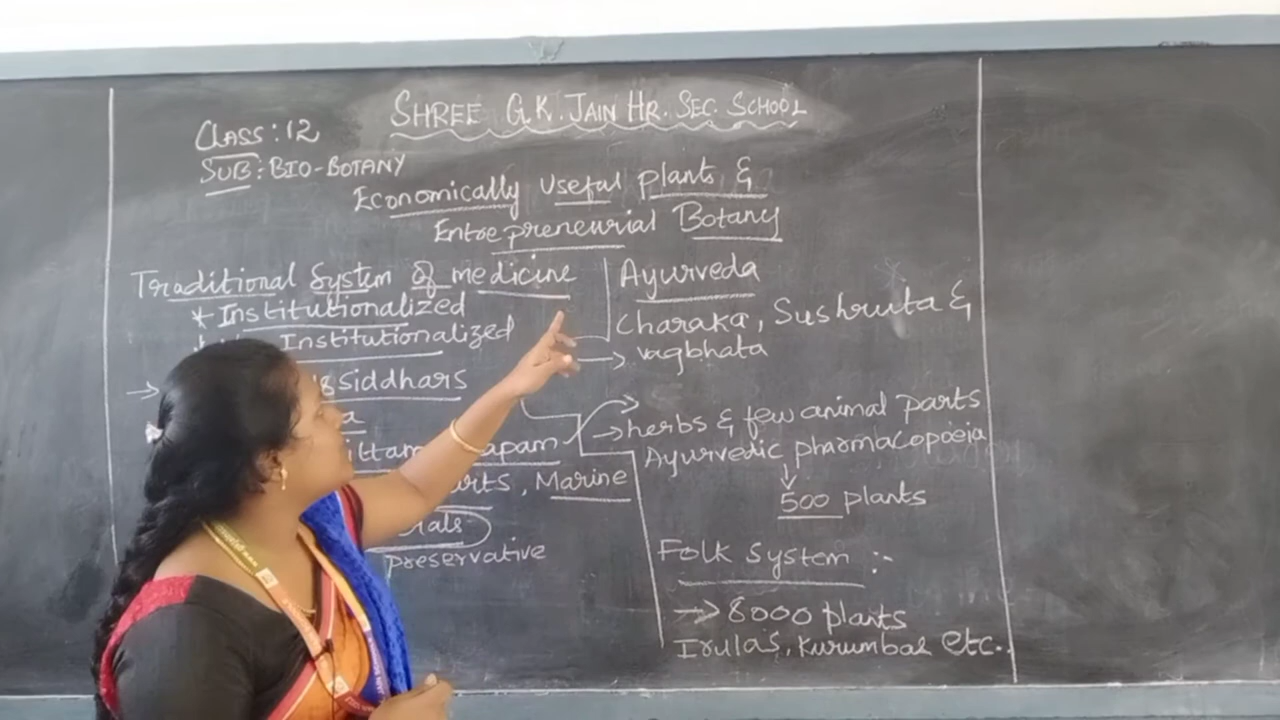 SHREE G.K. JAIN HR. SEC. SCHOOL
CLASS: 12
SUB: BIO-BOTANY
Economically useful plants &
Entrepreneurial Botany
Traditional System of medicine
* Institutionalized
Institutionalized
siddhars
apam
, Marine
preservative
Ayurveda
Charaka, Sushruta &
→ vagbhata
→ herbs & few animal parts
Ayurvedic pharmacopoeia
↓
500 plants
Folk System :-
→ 8000 plants
Irulas, Kurumbas etc..